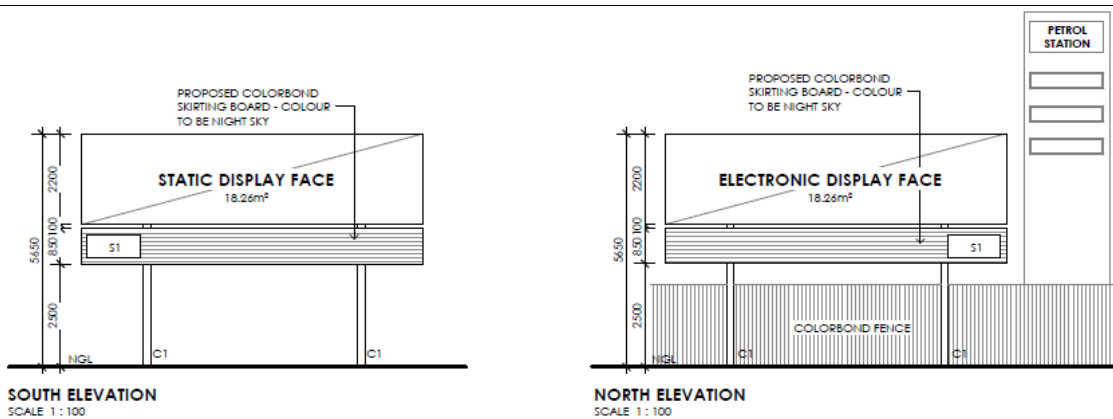 PROPOSED COLORBOND
SKIRTING BOARD - COLOUR
TO BE NIGHT SKY
STATIC DISPLAY FACE
18.26m²
S1
5650
2200
100
850
2500
NGL
C1
C1
SOUTH ELEVATION
SCALE 1 : 100
PETROL
STATION
PROPOSED COLORBOND
SKIRTING BOARD - COLOUR
TO BE NIGHT SKY
ELECTRONIC DISPLAY FACE
18.26m²
S1
5650
2200
100
850
2500
COLORBOND FENCE
NGL
C1
C1
NORTH ELEVATION
SCALE 1 : 100